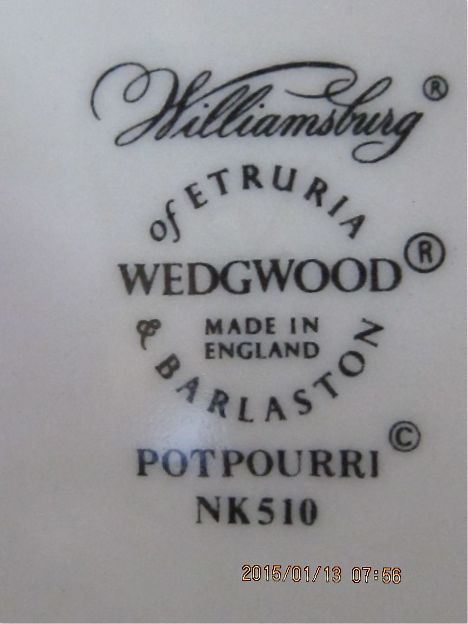 Williamsburg®
of ETRURIA
WEDGWOOD®
MADE IN
ENGLAND
& BARLASTON
POTPOURRI©
NK510
2015/01/13 07:56